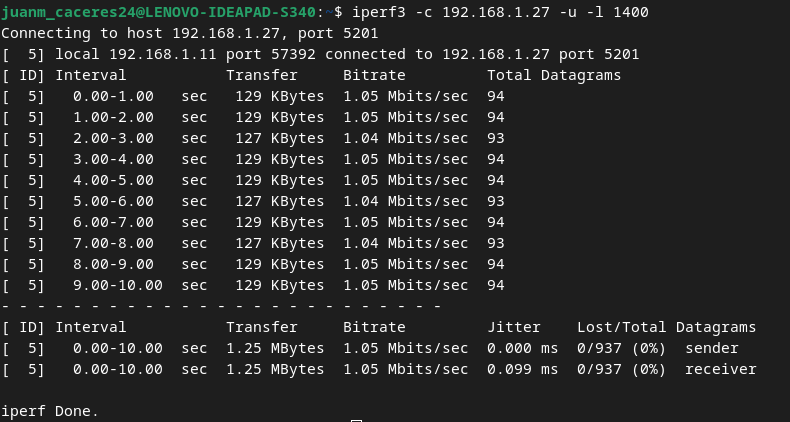 juanm_caceres24@LENOVO-IDEAPAD-S340:~$ iperf3 -c 192.168.1.27 -u -l 1400
Connecting to host 192.168.1.27, port 5201
[  5] local 192.168.1.11 port 57392 connected to 192.168.1.27 port 5201
[ ID] Interval           Transfer     Bitrate         Total Datagrams
[  5]   0.00-1.00   sec   129 KBytes  1.05 Mbits/sec  94
[  5]   1.00-2.00   sec   129 KBytes  1.05 Mbits/sec  94
[  5]   2.00-3.00   sec   127 KBytes  1.04 Mbits/sec  93
[  5]   3.00-4.00   sec   129 KBytes  1.05 Mbits/sec  94
[  5]   4.00-5.00   sec   129 KBytes  1.05 Mbits/sec  94
[  5]   5.00-6.00   sec   127 KBytes  1.04 Mbits/sec  93
[  5]   6.00-7.00   sec   129 KBytes  1.05 Mbits/sec  94
[  5]   7.00-8.00   sec   127 KBytes  1.04 Mbits/sec  93
[  5]   8.00-9.00   sec   129 KBytes  1.05 Mbits/sec  94
[  5]   9.00-10.00  sec   129 KBytes  1.05 Mbits/sec  94
- - - - - - - - - - - - - - - - - - - - - - - - -
[ ID] Interval           Transfer     Bitrate         Jitter    Lost/Total Datagrams
[  5]   0.00-10.00  sec  1.25 MBytes  1.05 Mbits/sec  0.000 ms  0/937 (0%)  sender
[  5]   0.00-10.00  sec  1.25 MBytes  1.05 Mbits/sec  0.099 ms  0/937 (0%)  receiver
iperf Done.